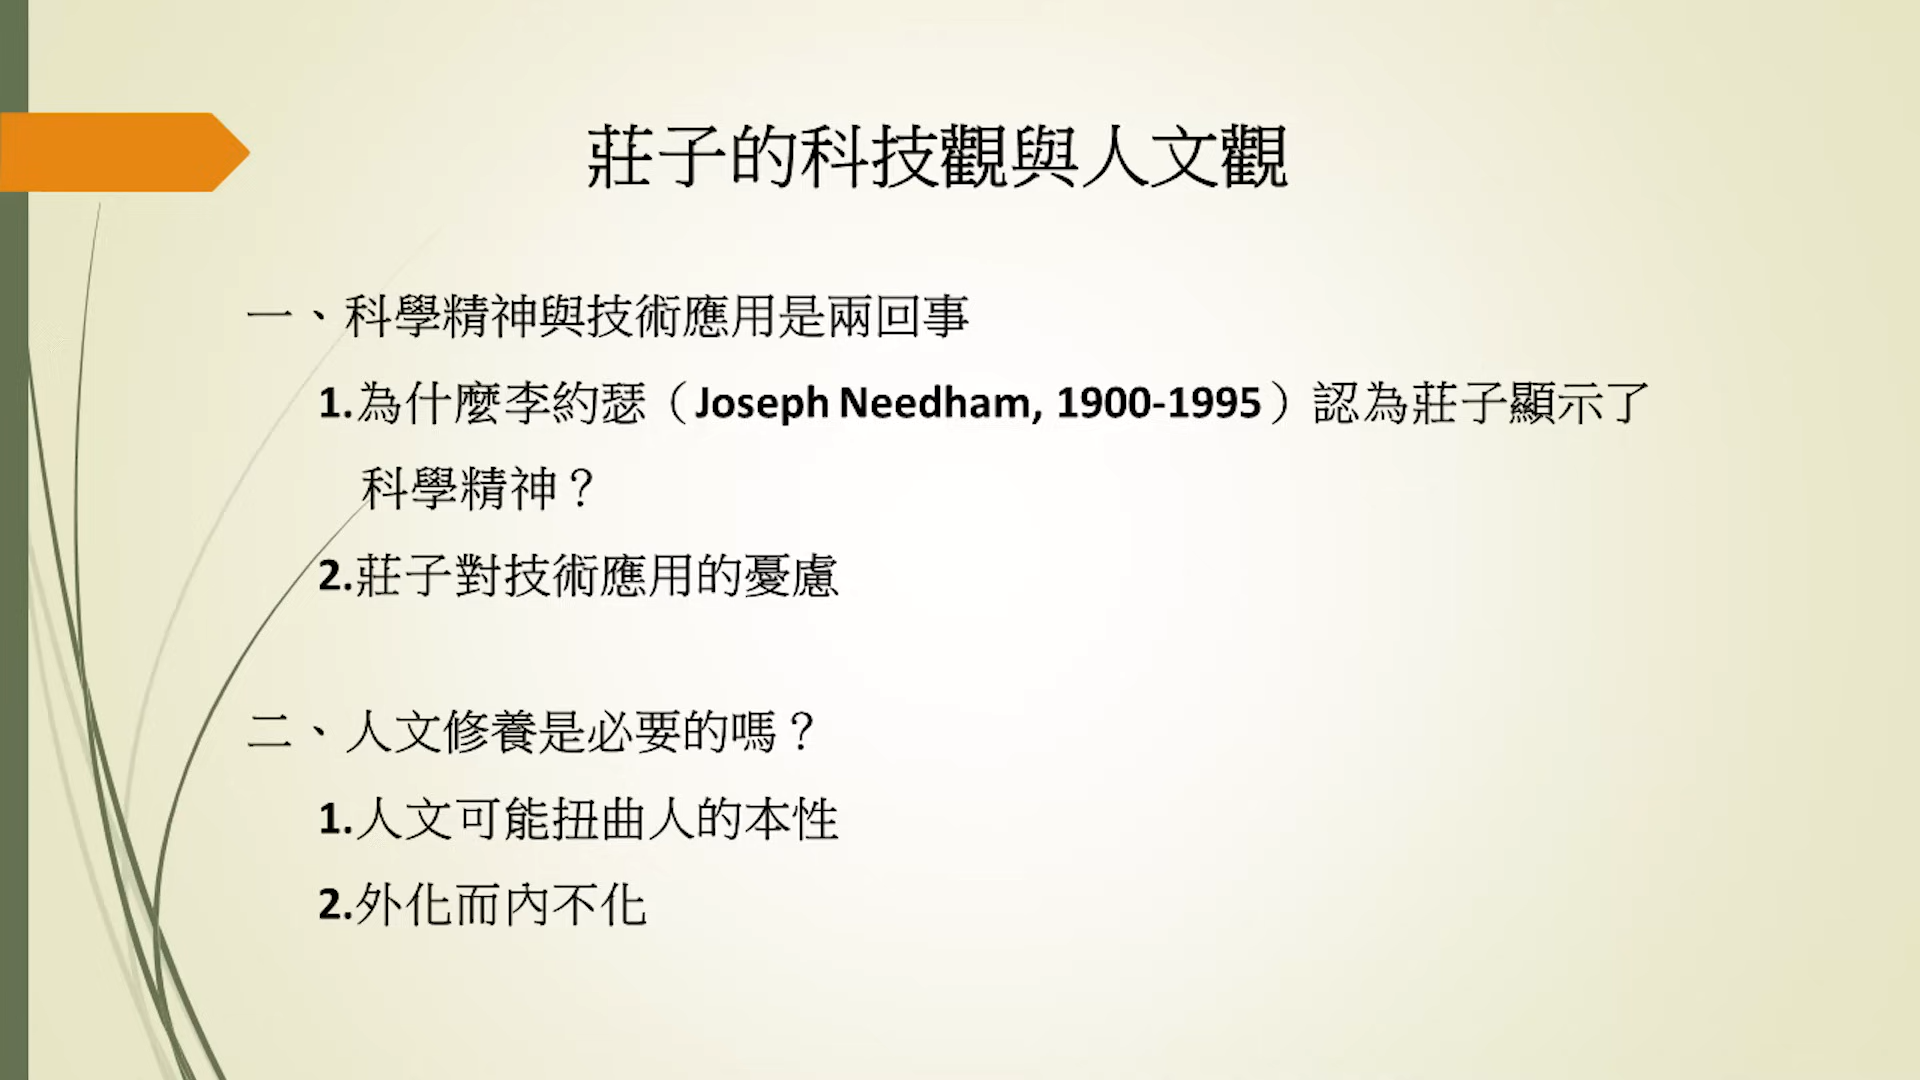 莊子的科技觀與人文觀
一、科學精神與技術應用是兩回事
1.為什麼李約瑟（Joseph Needham, 1900-1995）認為莊子顯示了
科學精神？
2.莊子對技術應用的憂慮
二、人文修養是必要的嗎？
1.人文可能扭曲人的本性
2.外化而內不化